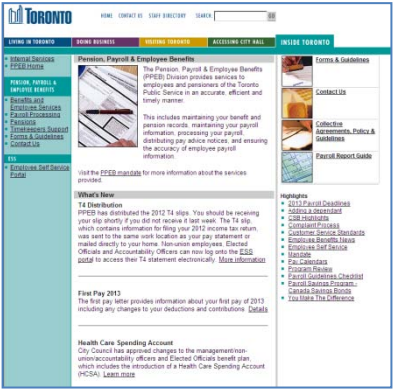 TORONTO
HOME CONTACT US STAFF DIRECTORY SEARCH GO
LIVING IN TORONTO
DOING BUSINESS
VISITING TORONTO
ACCESSING CITY HALL
INSIDE TORONTO
Internal Services
PPEB Home
PENSION, PAYROLL &
EMPLOYEE BENEFITS
Benefits and
Employee Services
Payroll Processing
Pensions
Timekeepers Support
Forms & Guidelines
Contact Us
ESS
Employee Self Service
Portal
Pension, Payroll & Employee Benefits
The Pension, Payroll & Employee Benefits
(PPEB) Division provides services to
employees and pensioners of the Toronto
Public Service in an accurate, efficient and
timely manner.
This includes maintaining your benefit
and pension records, maintaining your payroll
information, processing your payroll,
distributing pay advice notices, and ensuring
the accuracy of employee payroll
information.
Visit the PPEB mandate for more information about the services
provided.
What's New
T4 Distribution
PPEB has distributed the 2012 T4 slips. You should be receiving
your slip shortly if you did not receive it last week. The T4 slip,
which contains information for filing your 2012 income tax return,
was sent to the same work location as your pay statement or
mailed directly to your home. Non-union employees, Elected
Officials and Accountability Officers can now log onto the ESS
portal to access their T4 statement electronically. More information
First Pay 2013
The first pay letter provides information about your first pay of 2013
including any changes to your deductions and contributions. Details
Health Care Spending Account
City Council has approved changes to the management/non-
union/accountability officers and Elected Officials benefit plan,
which includes the introduction of a Health Care Spending Account
(HCSA). Learn more
Forms & Guidelines
Contact Us
Collective
Agreements, Policy &
Guidelines
Payroll Report Guide
Highlights
2013 Payroll Deadlines
Adding a dependant
CSB Highlights
Complaint Process
Customer Service Standards
Employee Benefits News
Employee Self Service
Mandate
Pay Calendars
Program Review
Payroll Guidelines Checklist
Payroll Savings Program -
Canada Savings Bonds
You Make The Difference